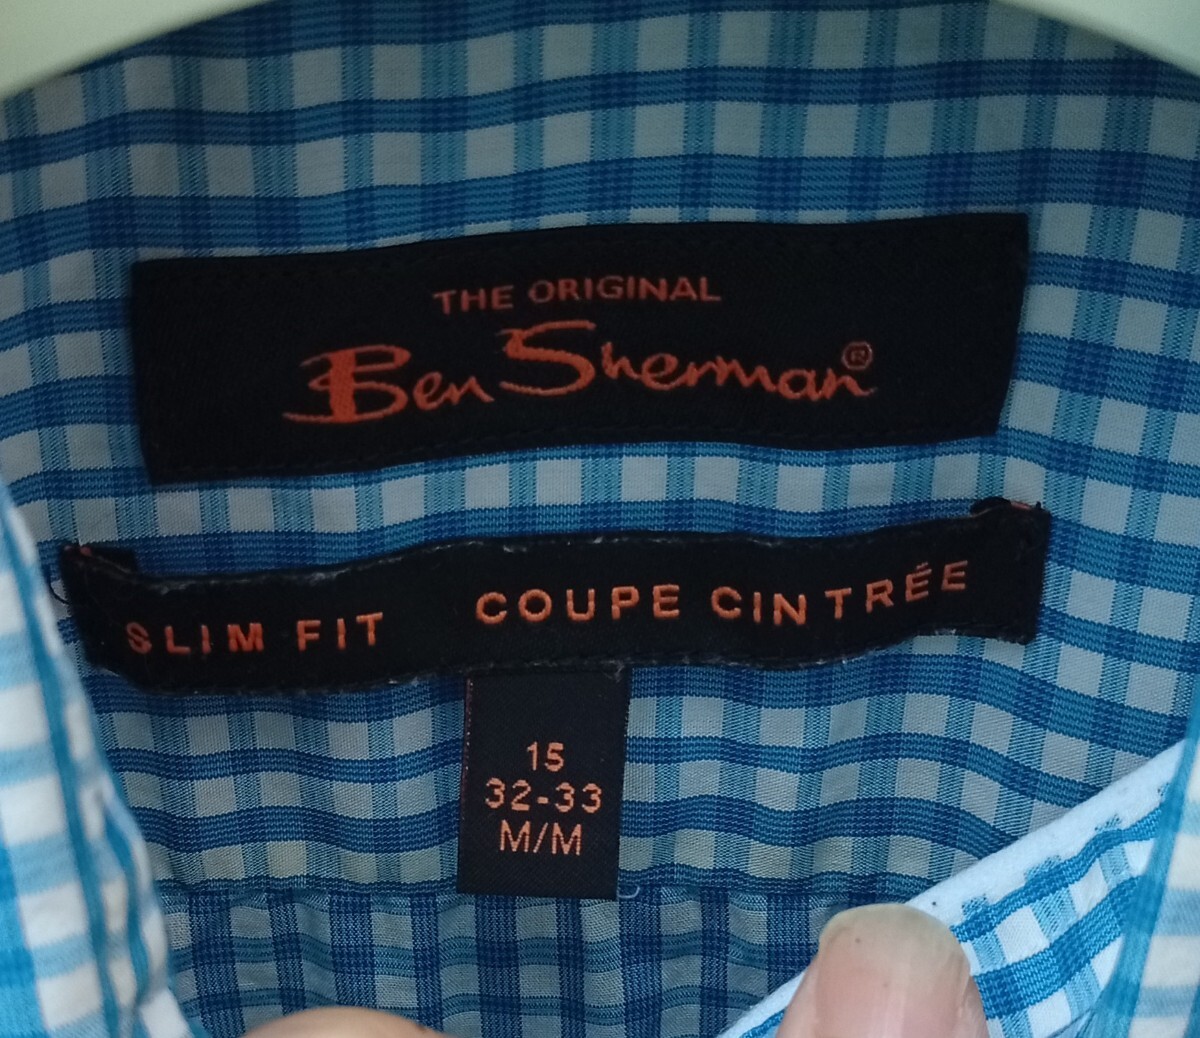 THE ORIGINAL
Ben Sherman®
SLIM FIT COUPE CINTRÉE
15
32-33
M/M